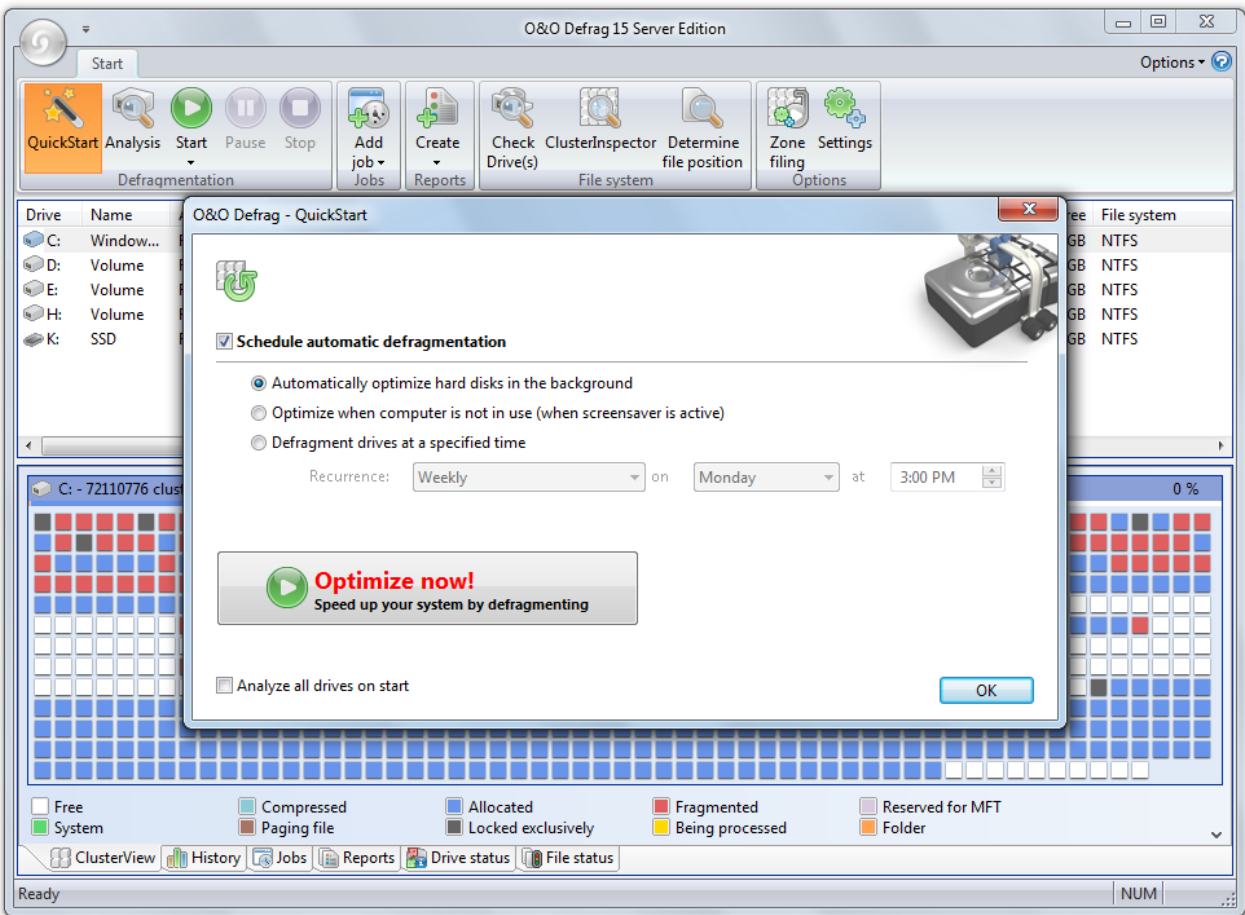 O&O Defrag 15 Server Edition
Start
Options
QuickStart Analysis Start Pause Stop
Add job
Create
Check Drive(s) ClusterInspector Determine file position
Zone filing Settings
Defragmentation Jobs Reports File system Options
Drive Name File system
C: Window... GB NTFS
D: Volume GB NTFS
E: Volume GB NTFS
H: Volume GB NTFS
K: SSD GB NTFS
O&O Defrag - QuickStart
Schedule automatic defragmentation
Automatically optimize hard disks in the background
Optimize when computer is not in use (when screensaver is active)
Defragment drives at a specified time
Recurrence: Weekly on Monday at 3:00 PM
C: - 72110776 0 %
Optimize now!
Speed up your system by defragmenting
Analyze all drives on start
OK
Free Compressed Allocated Fragmented Reserved for MFT
System Paging file Locked exclusively Being processed Folder
ClusterView History Jobs Reports Drive status File status
Ready NUM